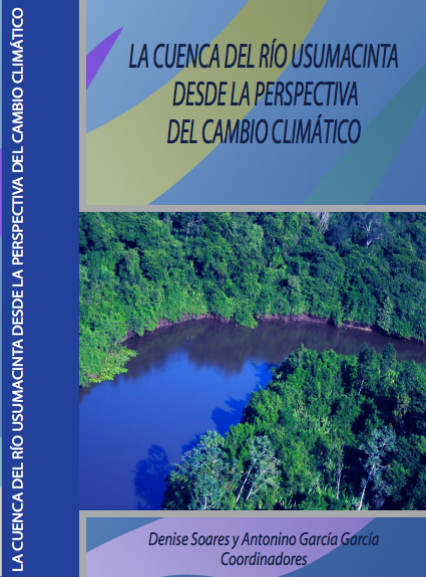 LA CUENCA DEL RÍO USUMACINTA DESDE LA PERSPECTIVA DEL CAMBIO CLIMÁTICO
LA CUENCA DEL RÍO USUMACINTA
DESDE LA PERSPECTIVA
DEL CAMBIO CLIMÁTICO
Denise Soares y Antonino García García
Coordinadores